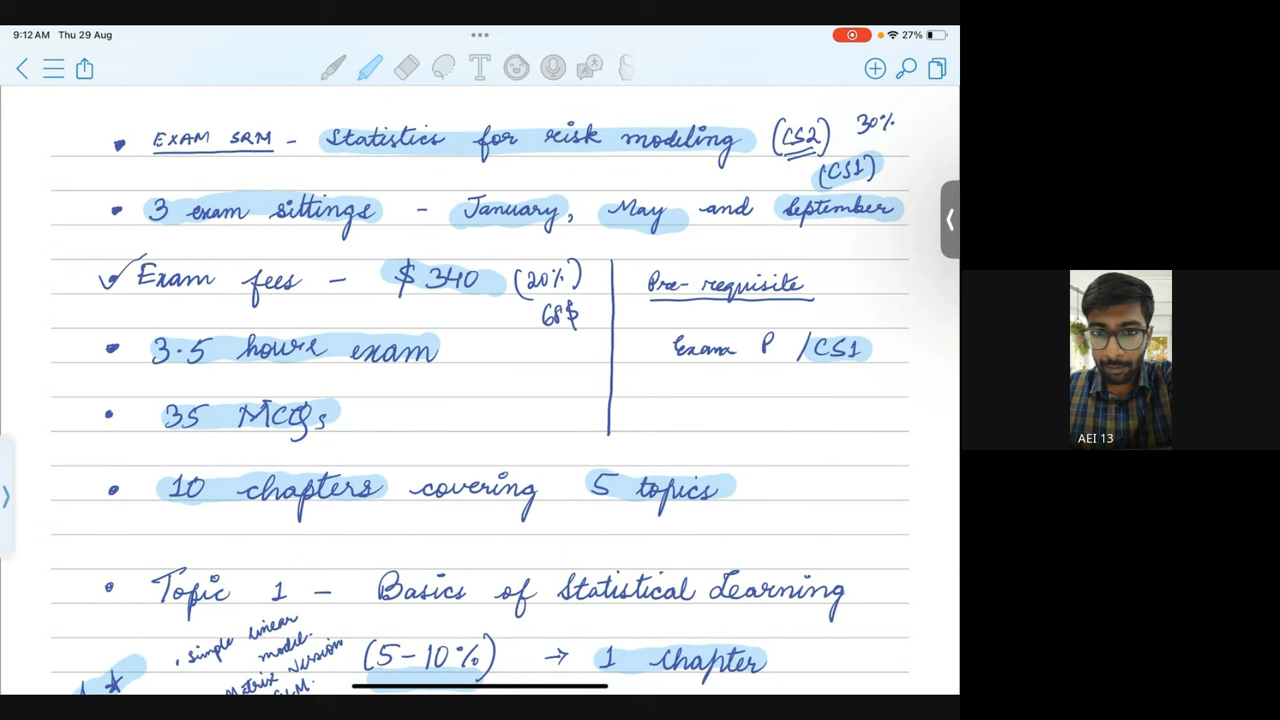 9:12 AM Thu 29 Aug
27%
EXAM SRM - Statistics for risk modeling (CS2) 30%
(CS1)
3 exam sittings - January, May and September
Exam fees - $ 340 (20%)
68$
Pre-requisite
3.5 hours exam
Exam P / CS1
35 MCQs
10 chapters covering 5 topics
Topic 1 - Basics of Statistical Learning
simple linear model.
(5-10%) → 1 chapter
Matrix Version
AEI 13